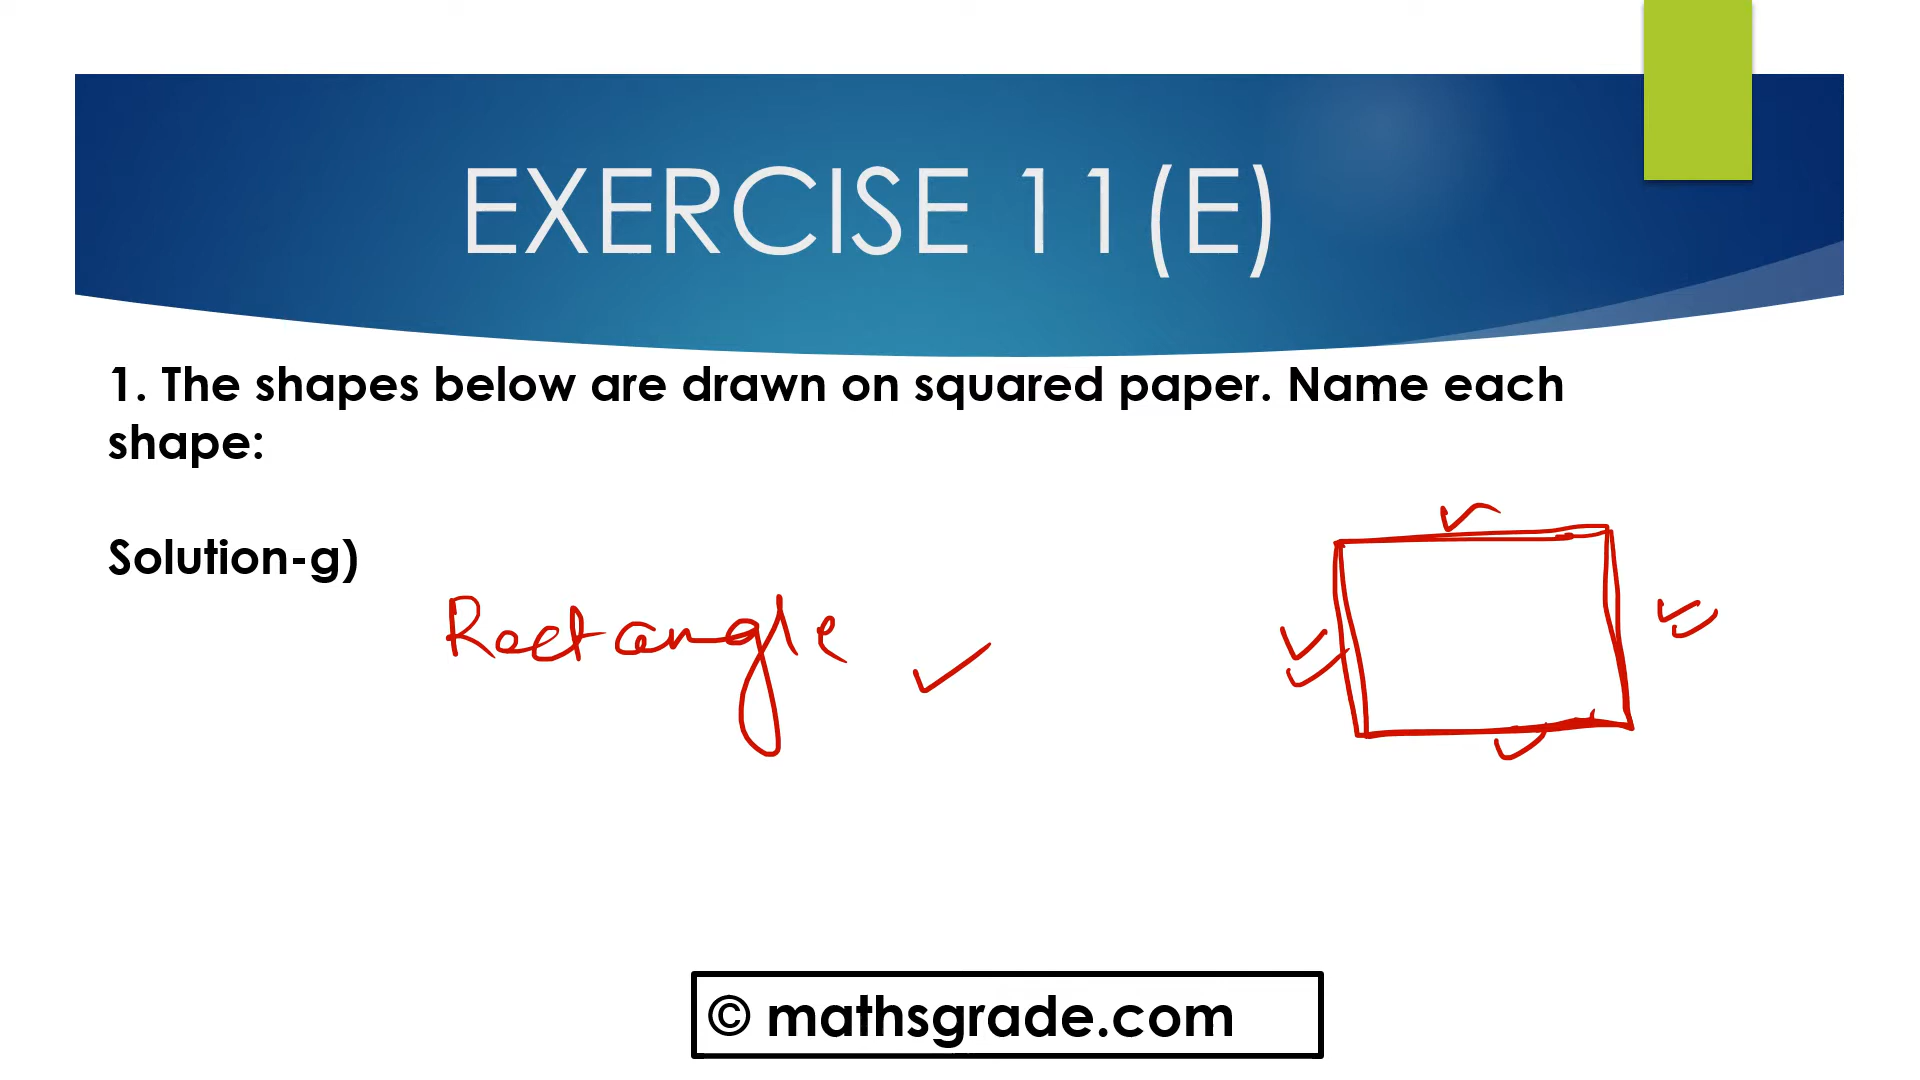 EXERCISE 11(E)
1. The shapes below are drawn on squared paper. Name each
shape:
Solution-g)
Rectangle
© mathsgrade.com